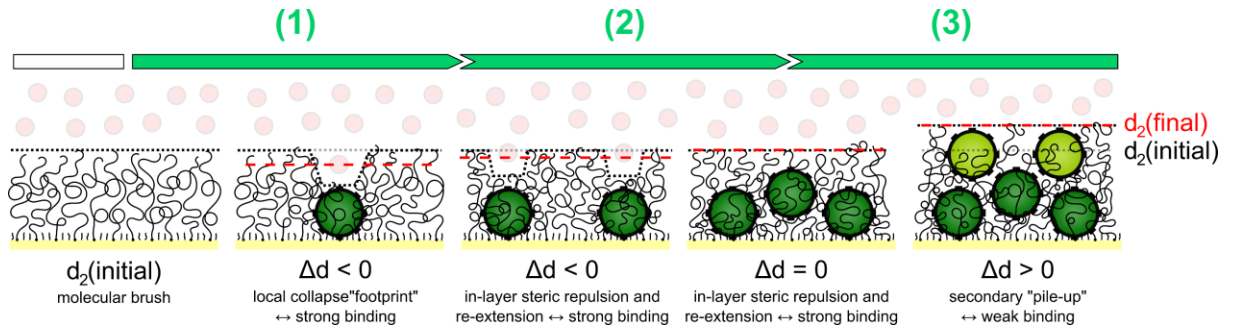 (1)
(2)
(3)
d₂(final)
d₂(initial)
d₂(initial)
molecular brush
Δd < 0
local collapse"footprint"
↔ strong binding
Δd < 0
in-layer steric repulsion and
re-extension ↔ strong binding
Δd = 0
in-layer steric repulsion and
re-extension ↔ strong binding
Δd > 0
secondary "pile-up"
↔ weak binding